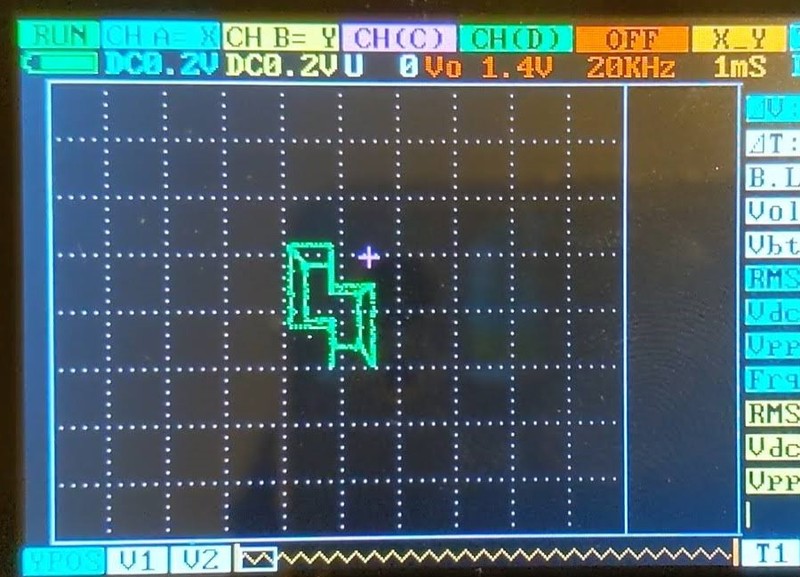 RUN CH A= X CH B= Y CH(C) CH(D) OFF X_Y
DC0.2V DC0.2V U 0 Vo 1.4V 20KHz 1mS
⊿V:
⊿T:
B.L
Vol
Vbt
RMS
Vdc
Vpp
Frq
RMS
Vdc
Vpp
YPOS V1 V2 T1